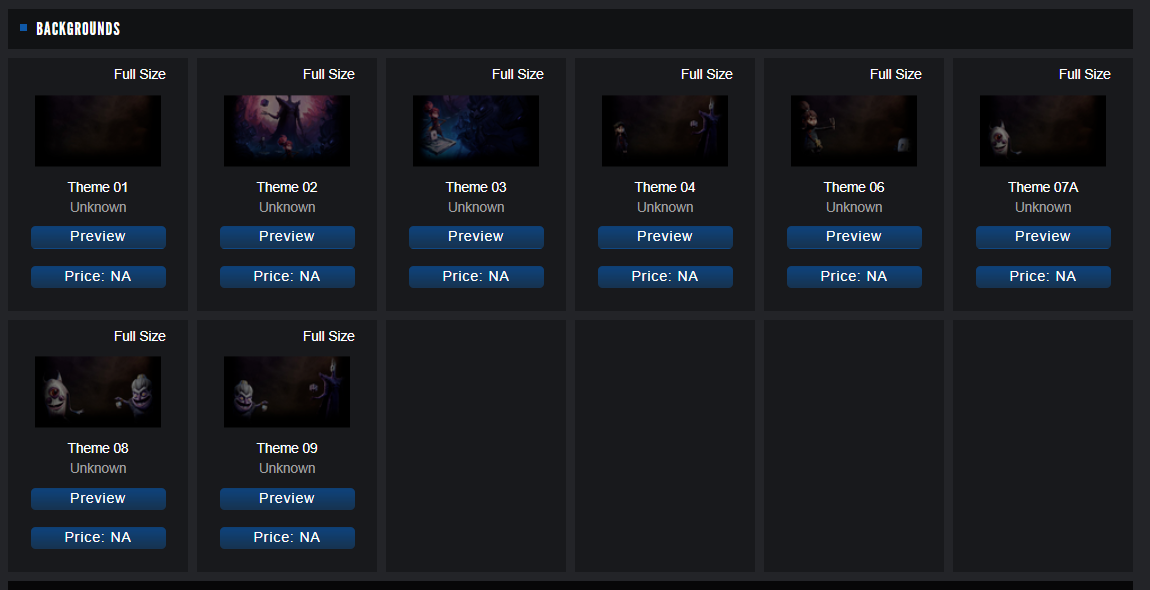 BACKGROUNDS
Full Size Full Size Full Size Full Size Full Size Full Size
Theme 01 Theme 02 Theme 03 Theme 04 Theme 06 Theme 07A
Unknown Unknown Unknown Unknown Unknown Unknown
Preview Preview Preview Preview Preview Preview
Price: NA Price: NA Price: NA Price: NA Price: NA Price: NA
Full Size Full Size
Theme 08 Theme 09
Unknown Unknown
Preview Preview
Price: NA Price: NA